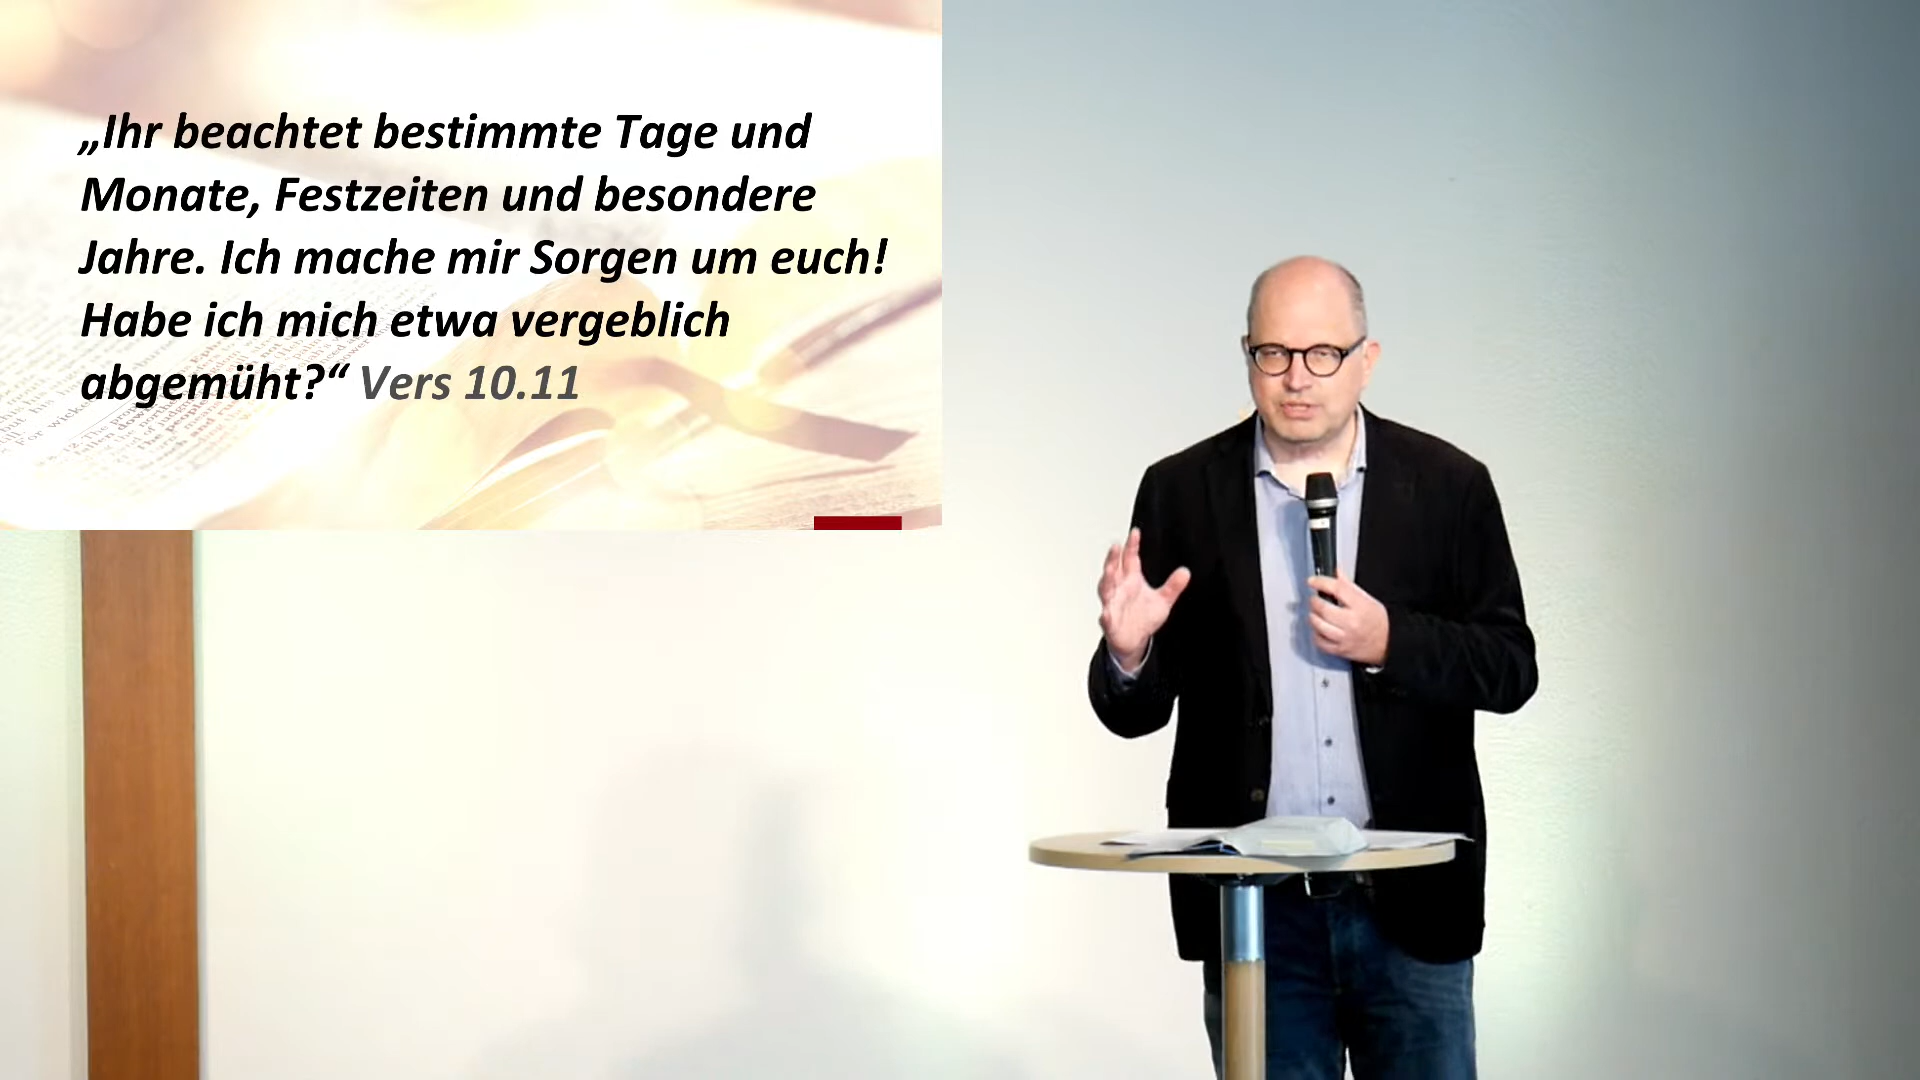 „Ihr beachtet bestimmte Tage und
Monate, Festzeiten und besondere
Jahre. Ich mache mir Sorgen um euch!
Habe ich mich etwa vergeblich
abgemüht?“ Vers 10.11